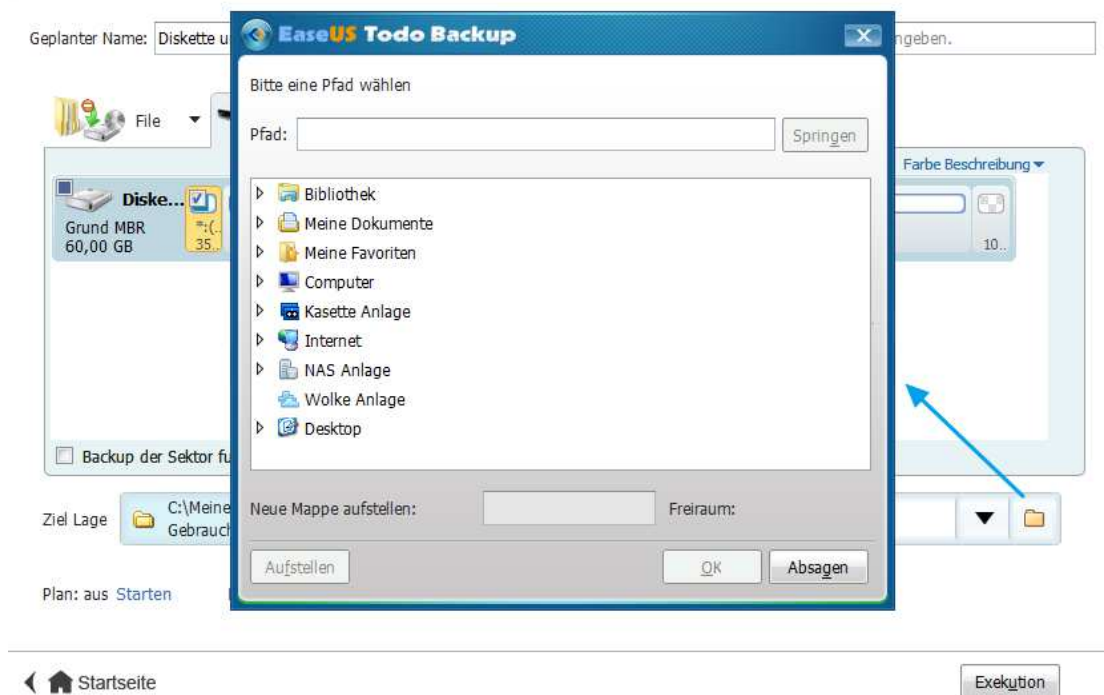 Geplanter Name: Diskette u
ngeben.
EaseUS Todo Backup
Bitte eine Pfad wählen
Pfad:
Springen
File
Farbe Beschreibung
Diske...
Grund MBR
60,00 GB
*:(..
35..
10..
Bibliothek
Meine Dokumente
Meine Favoriten
Computer
Kasette Anlage
Internet
NAS Anlage
Wolke Anlage
Desktop
Backup der Sektor fu
Ziel Lage
C:\Meine
Gebrauch
Neue Mappe aufstellen:
Freiraum:
Aufstellen
OK
Absagen
Plan: aus Starten
Startseite
Exekution